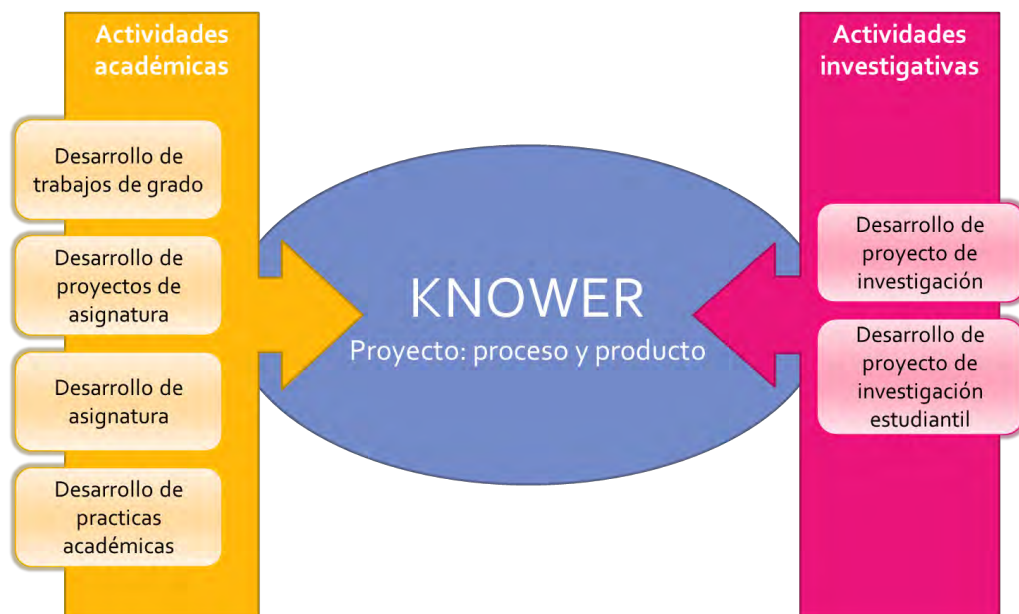 Actividades
académicas
Desarrollo de
trabajos de grado
Desarrollo de
proyectos de
asignatura
Desarrollo de
asignatura
Desarrollo de
practicas
académicas
KNOWER
Proyecto: proceso y producto
Actividades
investigativas
Desarrollo de
proyecto de
investigación
Desarrollo de
proyecto de
investigación
estudiantil